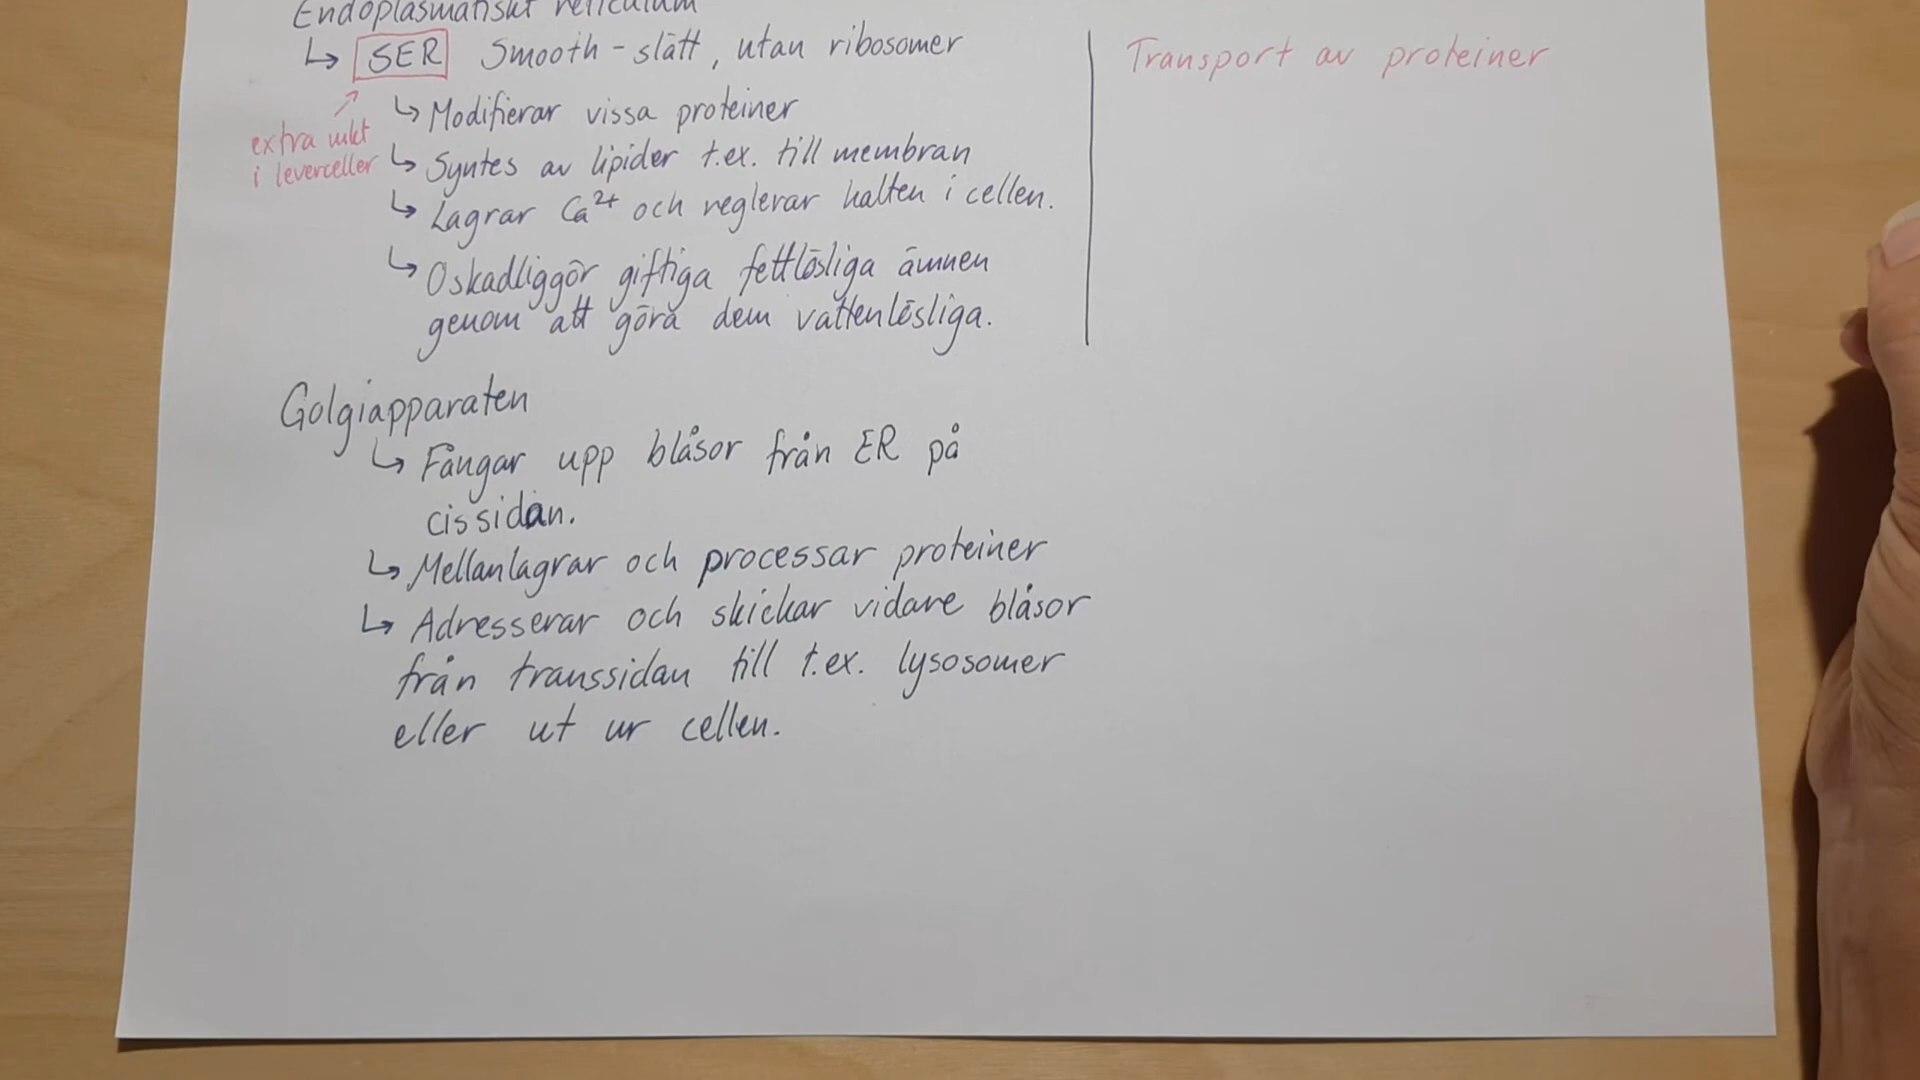 Endoplasmatiskt reticulum
↳ SER Smooth - slätt, utan ribosomer
↳ Modifierar vissa proteiner
extra mkt
i leverceller
↳ Syntes av lipider t.ex. till membran
↳ Lagrar Ca²⁺ och reglerar halten i cellen.
↳ Oskadliggör giftiga fettlösliga ämnen
genom att göra dem vattenlösliga.
Transport av proteiner
Golgiapparaten
↳ Fångar upp blåsor från ER på
cissidan.
↳ Mellanlagrar och processar proteiner
↳ Adresserar och skickar vidare blåsor
från transsidan till t.ex. lysosomer
eller ut ur cellen.